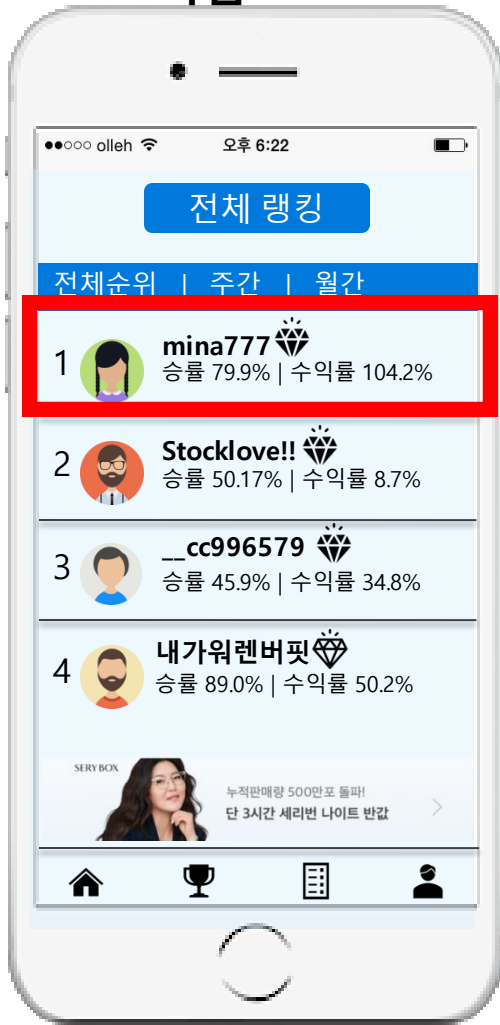 olleh 오후 6:22
전체 랭킹
전체순위 | 주간 | 월간
1 mina777
승률 79.9% | 수익률 104.2%
2 Stocklove!!
승률 50.17% | 수익률 8.7%
3 __cc996579
승률 45.9% | 수익률 34.8%
4 내가워렌버핏
승률 89.0% | 수익률 50.2%
SERYBOX
누적판매량 500만포 돌파!
단 3시간 세리번 나이트 반값